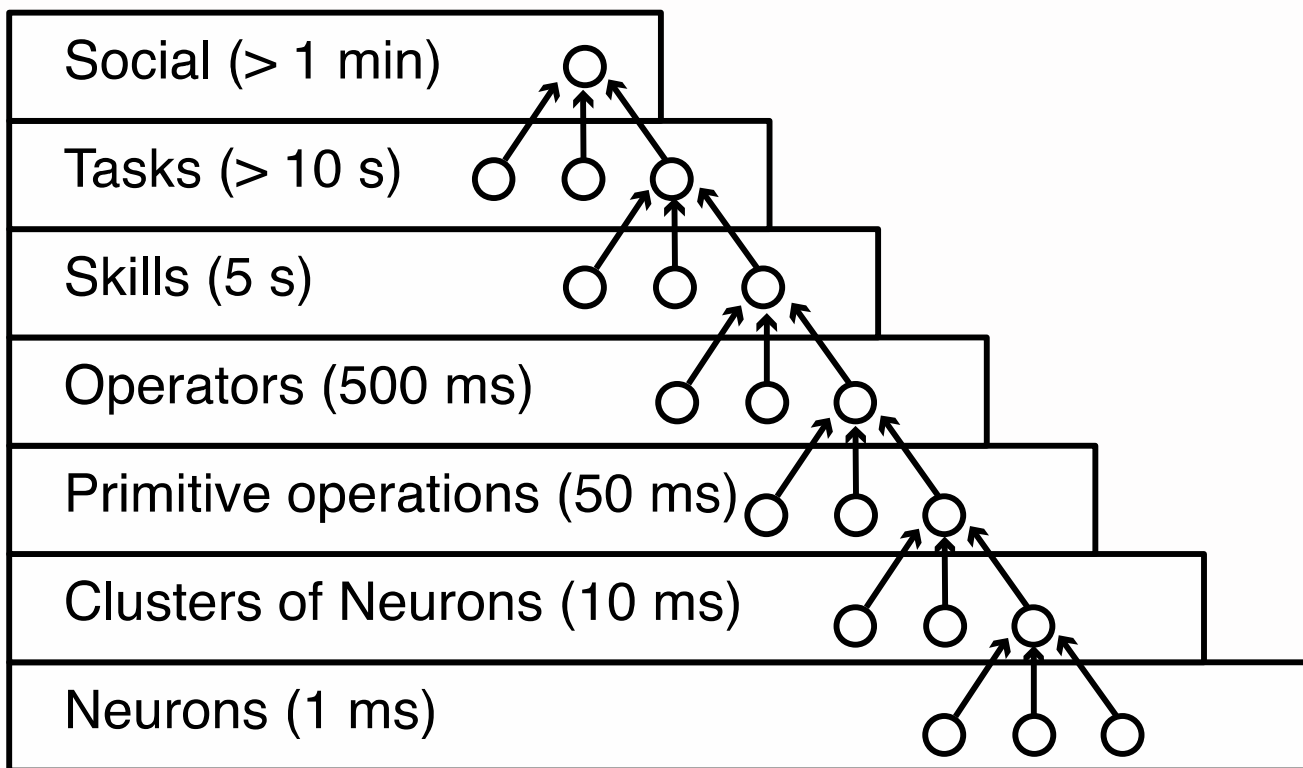 Social (> 1 min)
Tasks (> 10 s)
Skills (5 s)
Operators (500 ms)
Primitive operations (50 ms)
Clusters of Neurons (10 ms)
Neurons (1 ms)